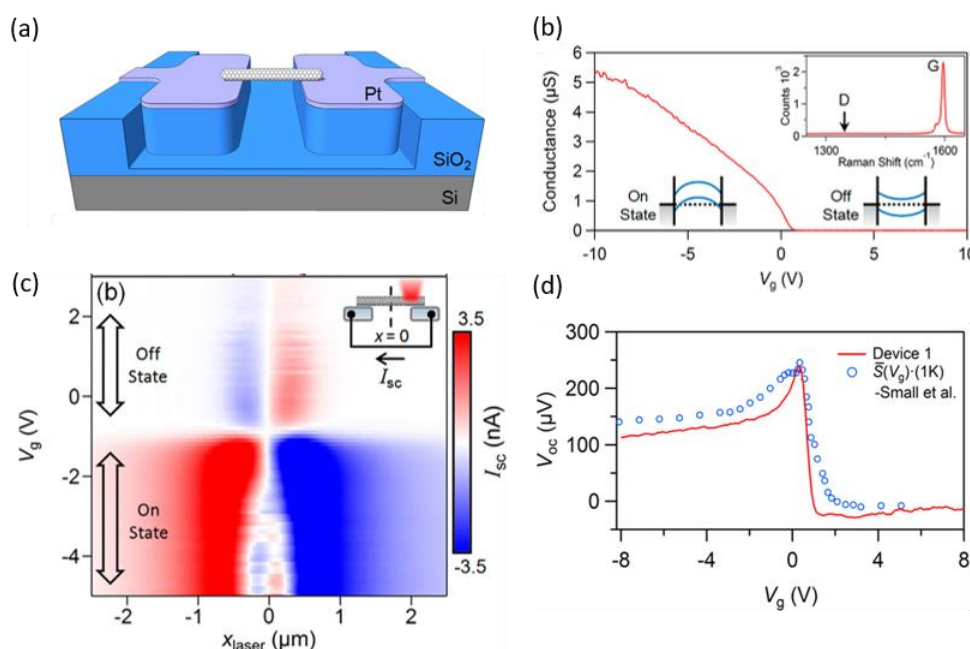 (a)
Pt
SiO2
Si
(b)
Conductance (µS)
6
5
4
3
2
1
0
-10
-5
0
5
10
Vg (V)
On
State
Off
State
Counts 10^3
2
1
0
D
G
1300
1600
Raman Shift (cm-1)
(c)
(b)
Vg (V)
2
0
-2
-4
Off
State
On
State
x = 0
Isc
3.5
Isc (nA)
-3.5
-2
-1
0
1
2
xlaser (µm)
(d)
Voc (µV)
300
200
100
0
-8
-4
0
4
8
Vg (V)
Device 1
S̄(Vg)·(1K)
-Small et al.